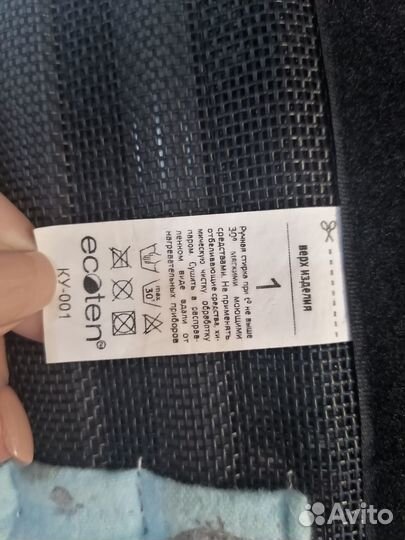 верх изделия
1
Ручная стирка при t° не выше
30° мягкими моющими
средствами. Не применять
отбеливающие средства, хи-
мическую чистку, обработку
паром. Сушить в расправ-
ленном виде вдали от
нагревательных приборов
max
30°
ecoten
КУ-001
Avito